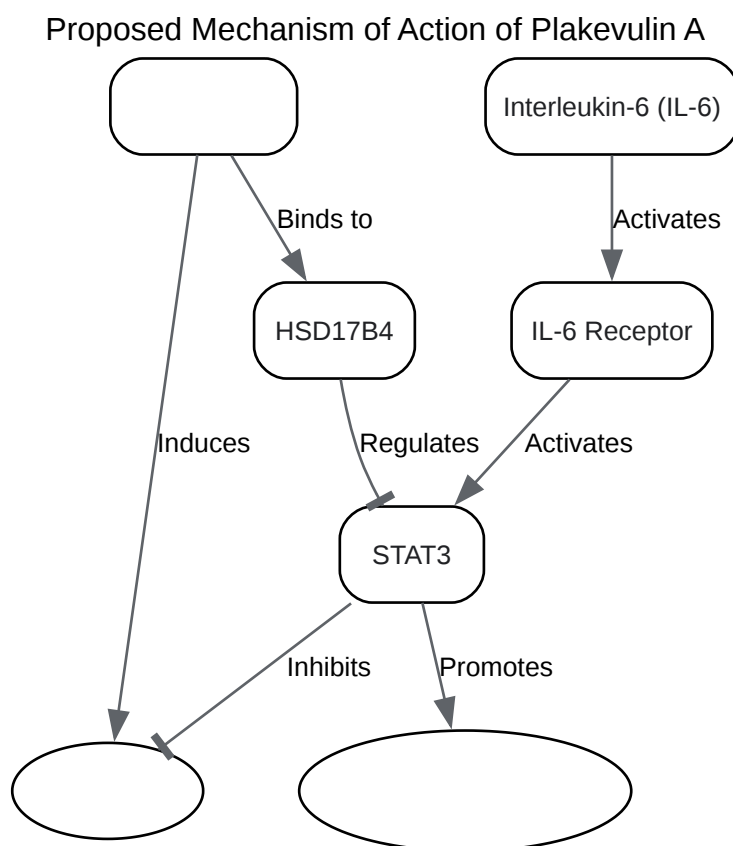 Proposed Mechanism of Action of Plakevulin A
Interleukin-6 (IL-6)
Binds to
Activates
HSD17B4
IL-6 Receptor
Induces
Regulates
Activates
STAT3
Inhibits
Promotes